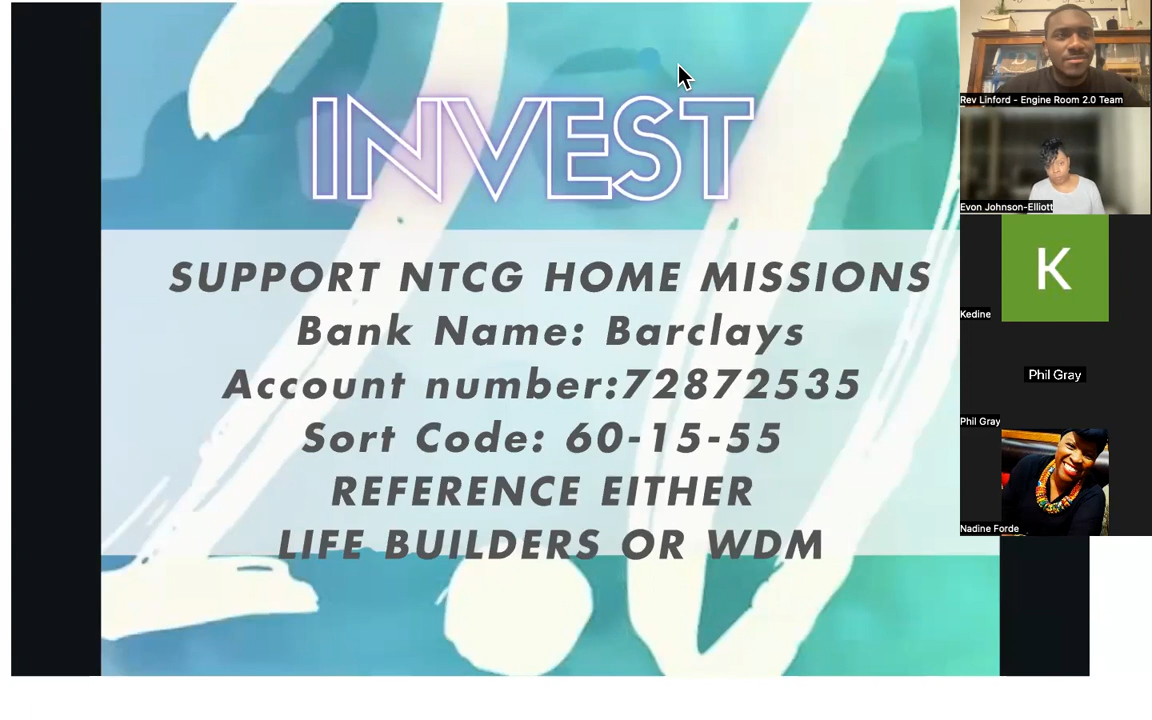 INVEST
SUPPORT NTCG HOME MISSIONS
Bank Name: Barclays
Account number:72872535
Sort Code: 60-15-55
REFERENCE EITHER
LIFE BUILDERS OR WDM
Rev Linford - Engine Room 2.0 Team
Evon Johnson-Elliott
K
Kedine
Phil Gray
Phil Gray
Nadine Forde